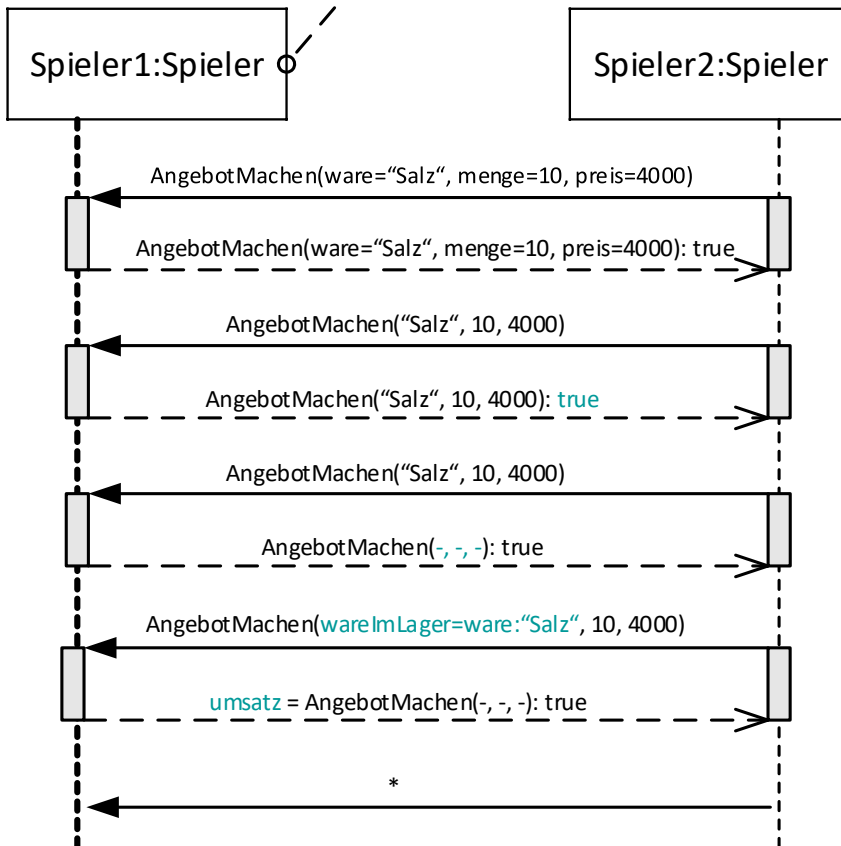 Spieler1:Spieler
Spieler2:Spieler
AngebotMachen(ware=“Salz“, menge=10, preis=4000)
AngebotMachen(ware=“Salz“, menge=10, preis=4000): true
AngebotMachen(“Salz“, 10, 4000)
AngebotMachen(“Salz“, 10, 4000): true
AngebotMachen(“Salz“, 10, 4000)
AngebotMachen(-, -, -): true
AngebotMachen(wareImLager=ware:“Salz“, 10, 4000)
umsatz = AngebotMachen(-, -, -): true
*